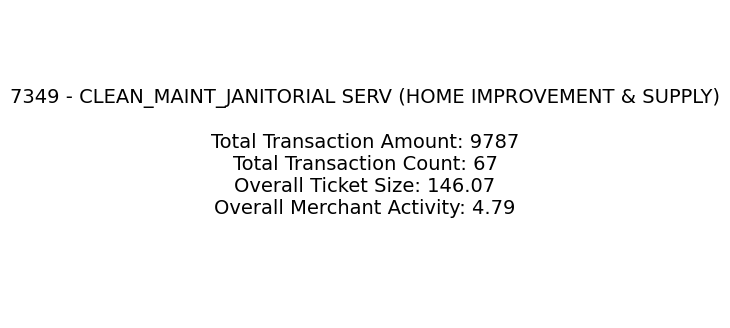 7349 - CLEAN_MAINT_JANITORIAL SERV (HOME IMPROVEMENT & SUPPLY)
Total Transaction Amount: 9787
Total Transaction Count: 67
Overall Ticket Size: 146.07
Overall Merchant Activity: 4.79